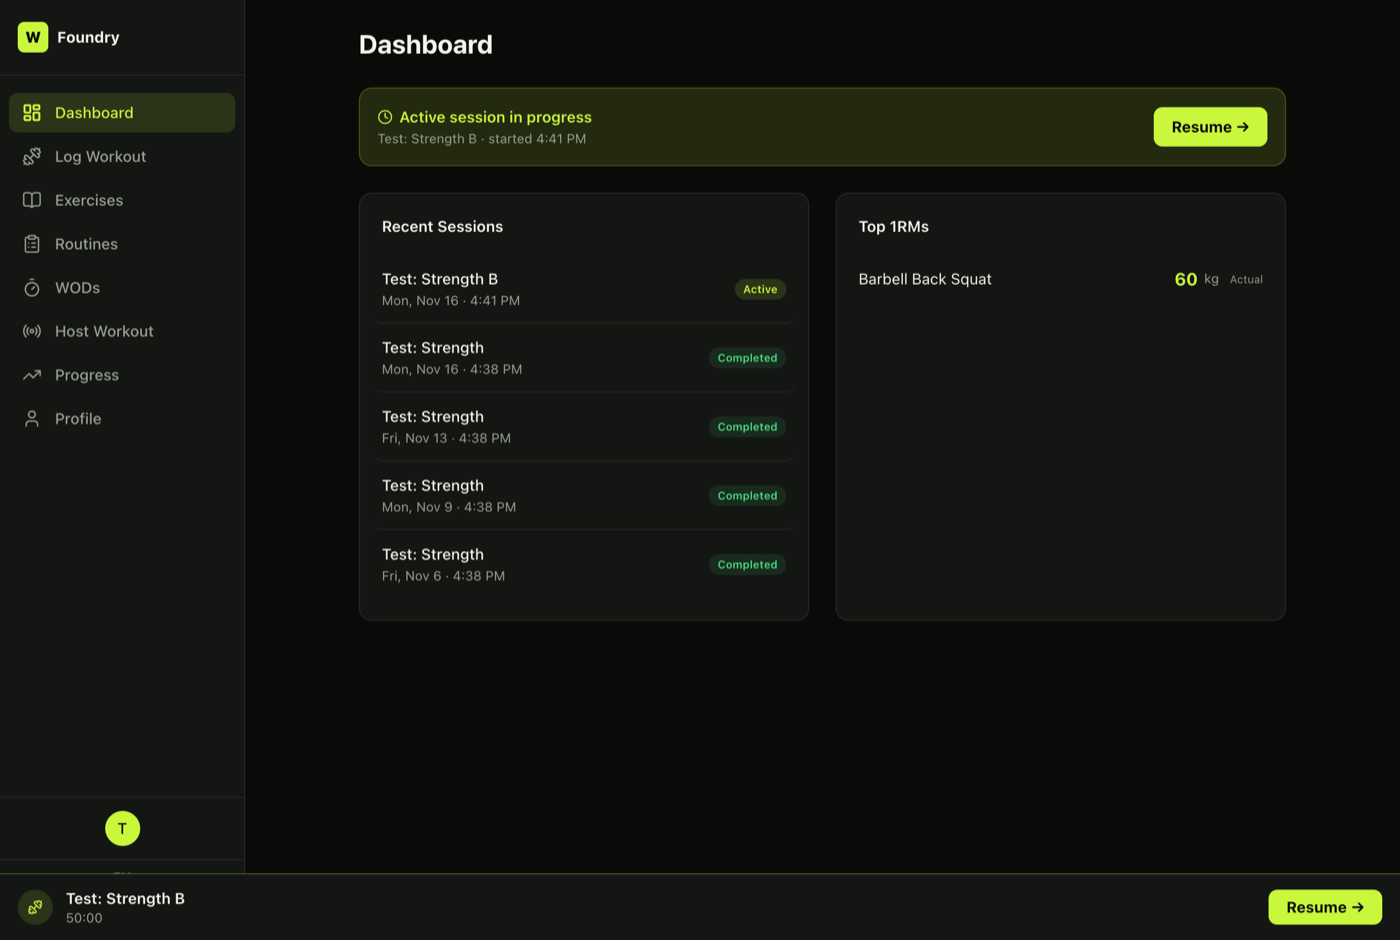 W Foundry
Dashboard
Log Workout
Exercises
Routines
WODs
Host Workout
Progress
Profile
T
Dashboard
Active session in progress
Test: Strength B · started 4:41 PM
Resume →
Recent Sessions
Test: Strength B
Mon, Nov 16 · 4:41 PM
Active
Test: Strength
Mon, Nov 16 · 4:38 PM
Completed
Test: Strength
Fri, Nov 13 · 4:38 PM
Completed
Test: Strength
Mon, Nov 9 · 4:38 PM
Completed
Test: Strength
Fri, Nov 6 · 4:38 PM
Completed
Top 1RMs
Barbell Back Squat
60 kg Actual
Test: Strength B
50:00
Resume →